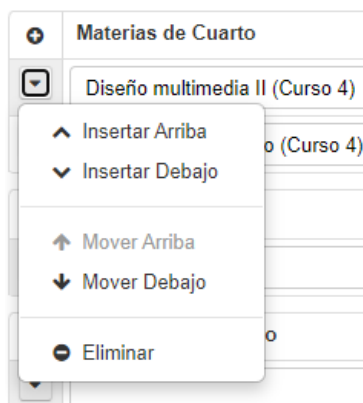 Materias de Cuarto
Diseño multimedia II (Curso 4)
Insertar Arriba
o (Curso 4)
Insertar Debajo
Mover Arriba
Mover Debajo
o
Eliminar